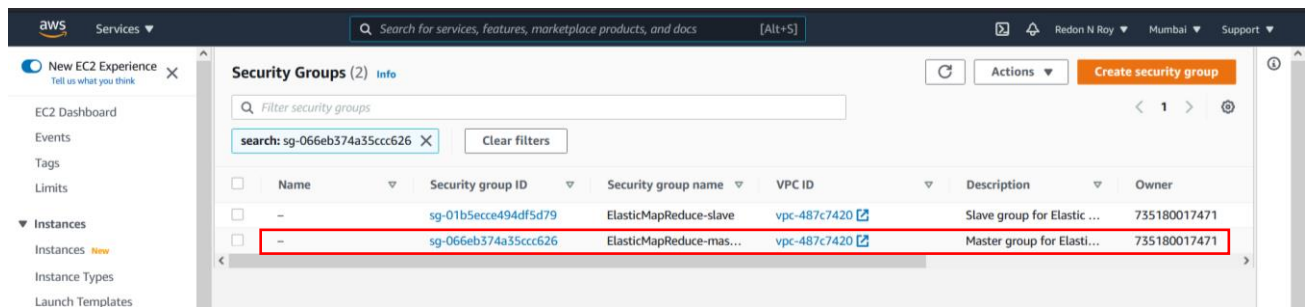 aws Services ▼ Search for services, features, marketplace products, and docs [Alt+S] Redon N Roy ▼ Mumbai ▼ Support ▼
New EC2 Experience
Tell us what you think
EC2 Dashboard
Events
Tags
Limits
▼ Instances
Instances New
Instance Types
Launch Templates
Security Groups (2) Info Actions ▼ Create security group
Filter security groups < 1 >
search: sg-066eb374a35ccc626 Clear filters
Name Security group ID Security group name VPC ID Description Owner
– sg-01b5ecce494df5d79 ElasticMapReduce-slave vpc-487c7420 Slave group for Elastic ... 735180017471
– sg-066eb374a35ccc626 ElasticMapReduce-mas... vpc-487c7420 Master group for Elasti... 735180017471